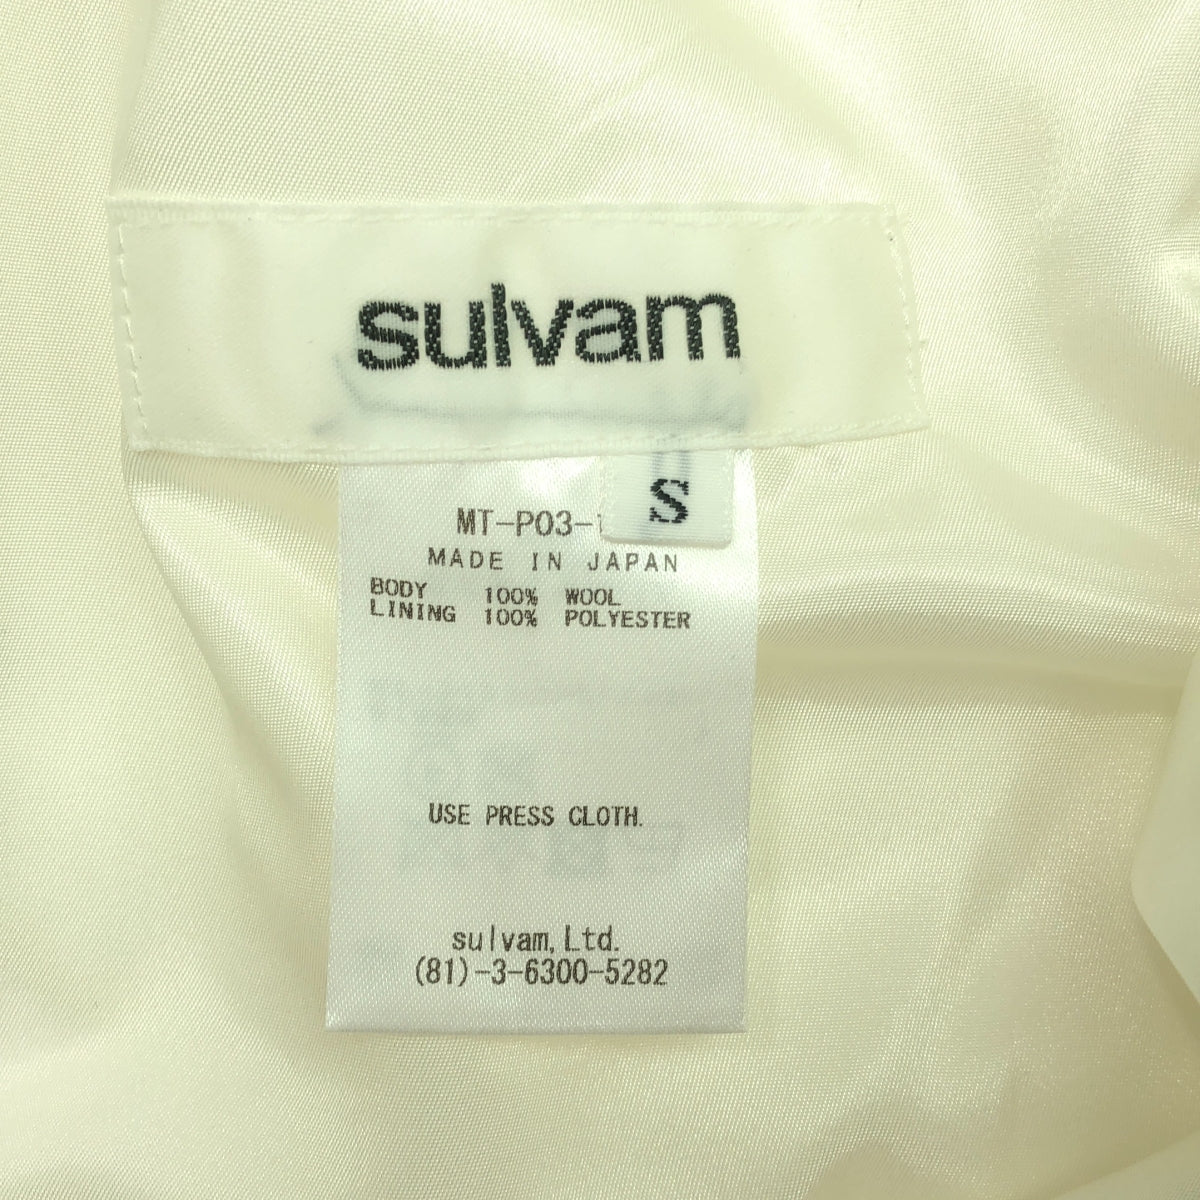 sulvam
S
MT-P03-
MADE IN JAPAN
BODY 100% WOOL
LINING 100% POLYESTER
USE PRESS CLOTH.
sulvam, Ltd.
(81)-3-6300-5282